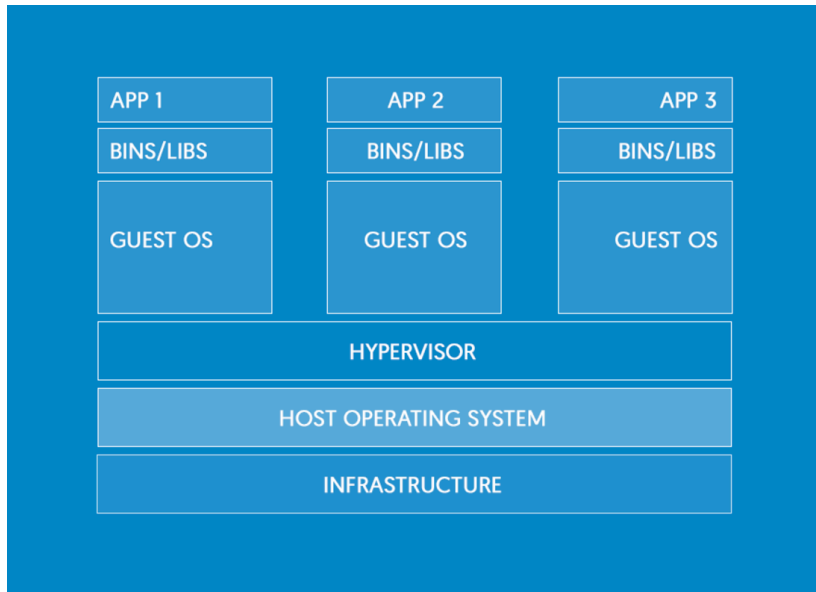 APP 1
APP 2
APP 3
BINS/LIBS
BINS/LIBS
BINS/LIBS
GUEST OS
GUEST OS
GUEST OS
HYPERVISOR
HOST OPERATING SYSTEM
INFRASTRUCTURE